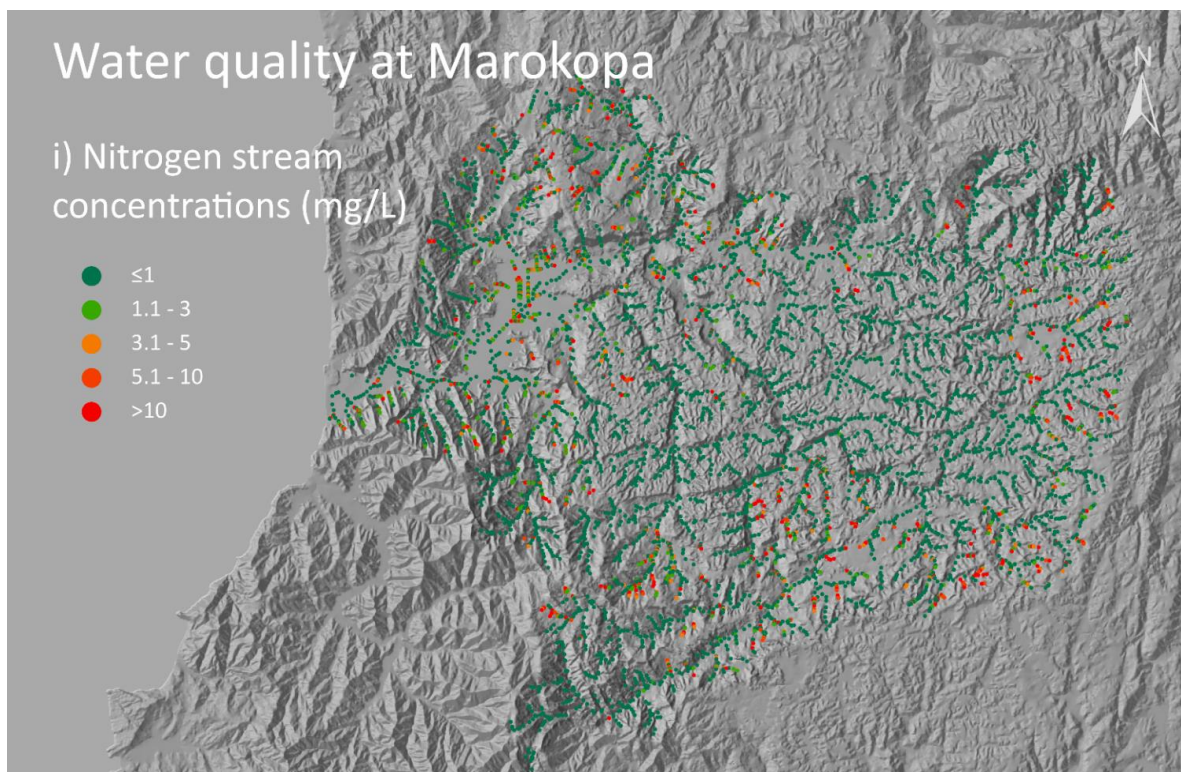 Water quality at Marokopa
N
i) Nitrogen stream
concentrations (mg/L)
≤1
1.1 - 3
3.1 - 5
5.1 - 10
>10